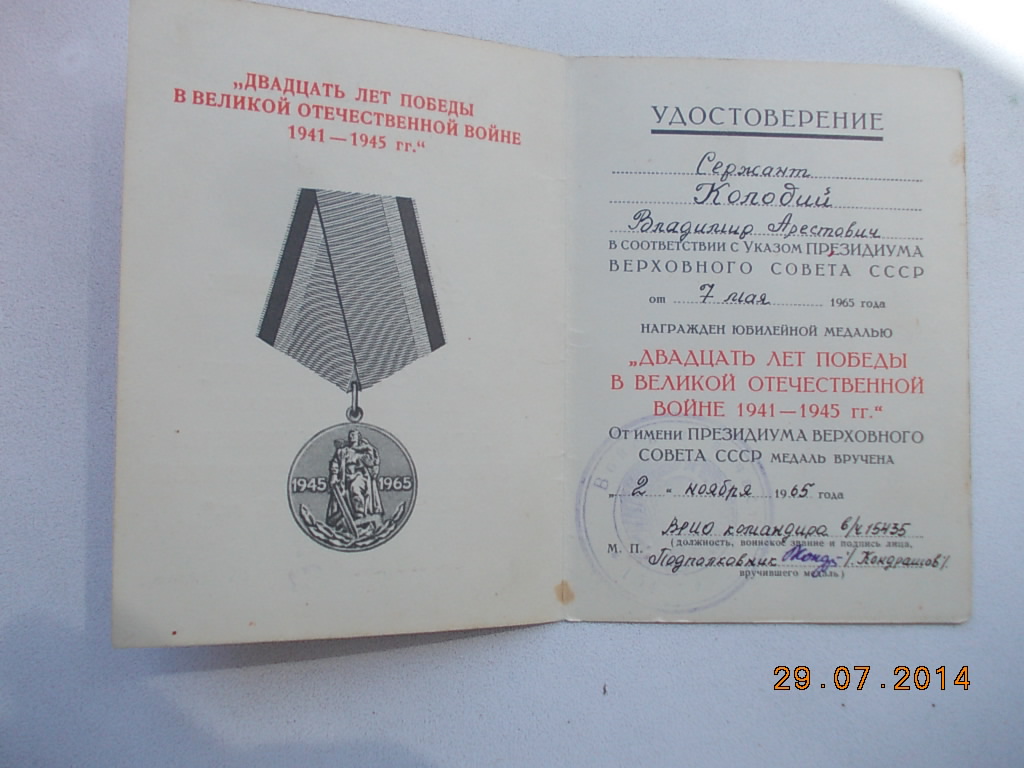 „ДВАДЦАТЬ ЛЕТ ПОБЕДЫ
В ВЕЛИКОЙ ОТЕЧЕСТВЕННОЙ ВОЙНЕ
1941—1945 гг.“
1945 1965
УДОСТОВЕРЕНИЕ
Сержант
Колодий
Владимир Арестович
В СООТВЕТСТВИИ С УКАЗОМ ПРЕЗИДИУМА
ВЕРХОВНОГО СОВЕТА СССР
от 7 мая 1965 года
НАГРАЖДЕН ЮБИЛЕЙНОЙ МЕДАЛЬЮ
„ДВАДЦАТЬ ЛЕТ ПОБЕДЫ
В ВЕЛИКОЙ ОТЕЧЕСТВЕННОЙ
ВОЙНЕ 1941—1945 гг.“
От имени ПРЕЗИДИУМА ВЕРХОВНОГО
СОВЕТА СССР МЕДАЛЬ ВРУЧЕНА
„2“ ноября 1965 года
ВРИО командира в/ч 15435
(должность, воинское звание и подпись лица,
М. П. Подполковник /Кондрашов/
вручившего медаль)
29.07.2014